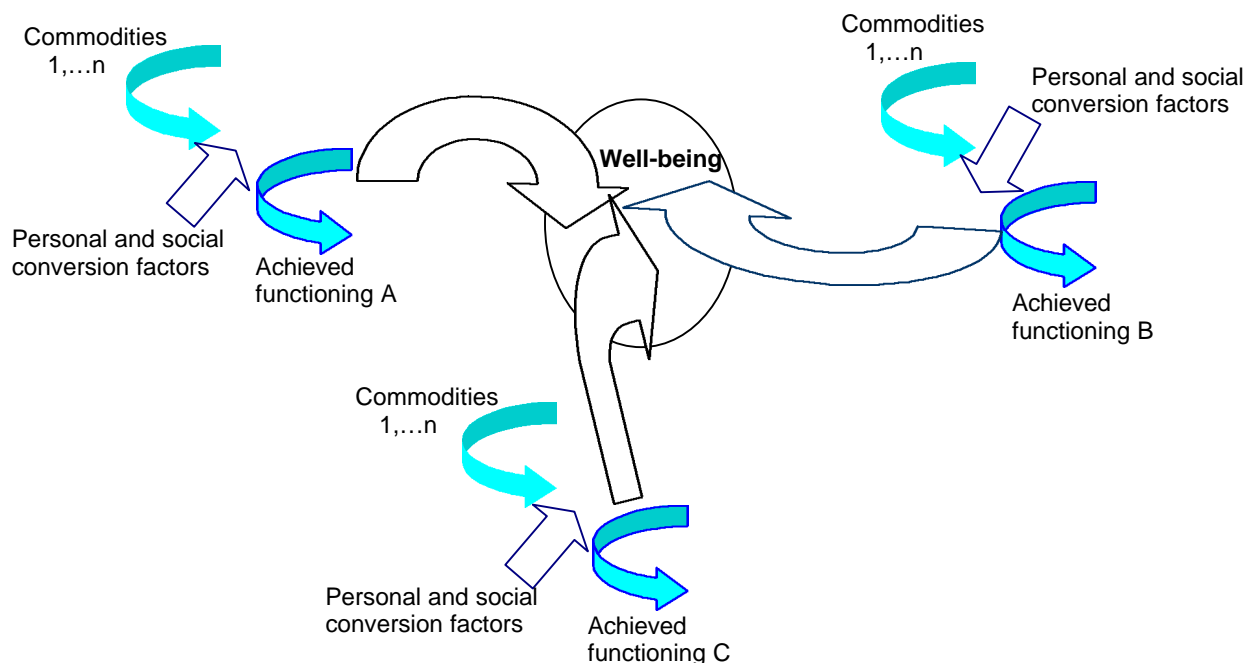 Commodities
1,…n
Personal and social
conversion factors
Achieved
functioning A
Well-being
Commodities
1,…n
Personal and social
conversion factors
Achieved
functioning B
Commodities
1,…n
Personal and social
conversion factors
Achieved
functioning C